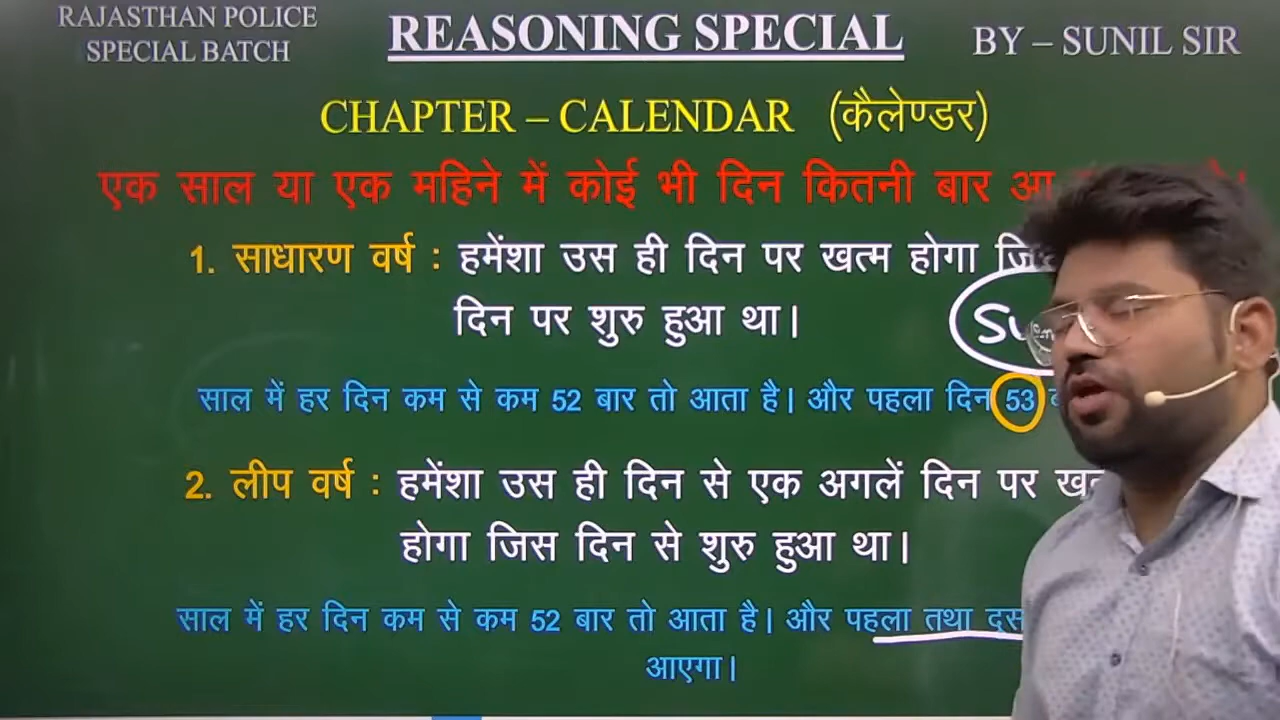 RAJASTHAN POLICE
SPECIAL BATCH
REASONING SPECIAL
BY – SUNIL SIR
CHAPTER – CALENDAR (कैलेण्डर)
एक साल या एक महिने में कोई भी दिन कितनी बार आ
1. साधारण वर्ष : हमेंशा उस ही दिन पर खत्म होगा
दिन पर शुरु हुआ था।
साल में हर दिन कम से कम 52 बार तो आता है। और पहला दिन 53
2. लीप वर्ष : हमेंशा उस ही दिन से एक अगलें दिन पर
होगा जिस दिन से शुरु हुआ था।
साल में हर दिन कम से कम 52 बार तो आता है। और पहला तथा
आएगा।